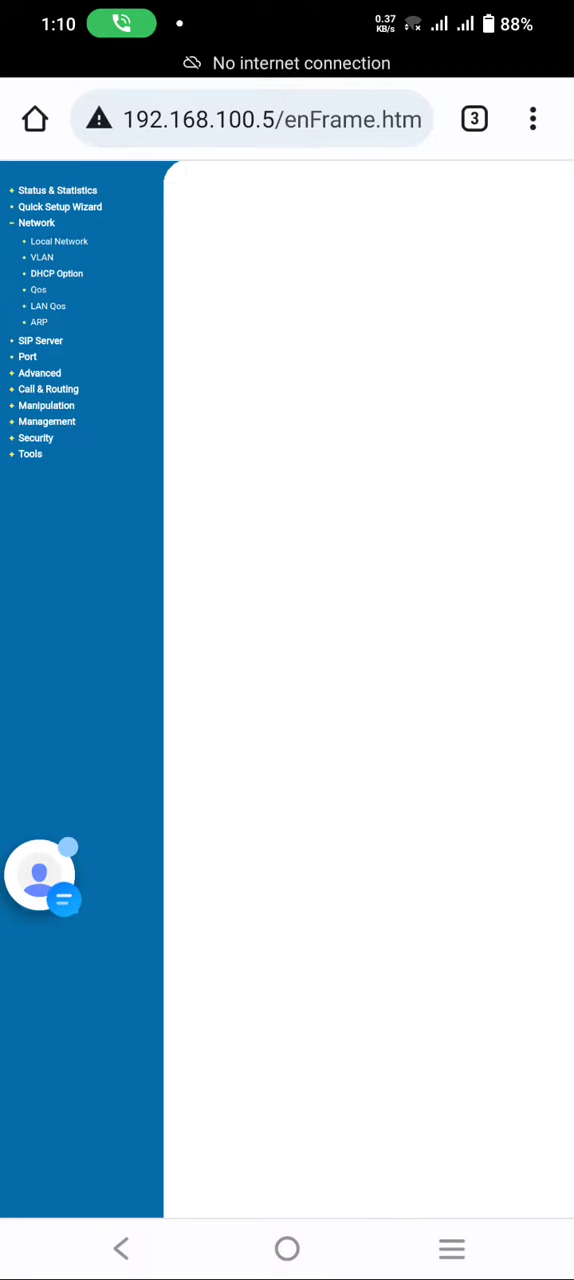 1:10
0.37 KB/s
88%
No internet connection
192.168.100.5/enFrame.htm
3
Status & Statistics
Quick Setup Wizard
Network
Local Network
VLAN
DHCP Option
Qos
LAN Qos
ARP
SIP Server
Port
Advanced
Call & Routing
Manipulation
Management
Security
Tools